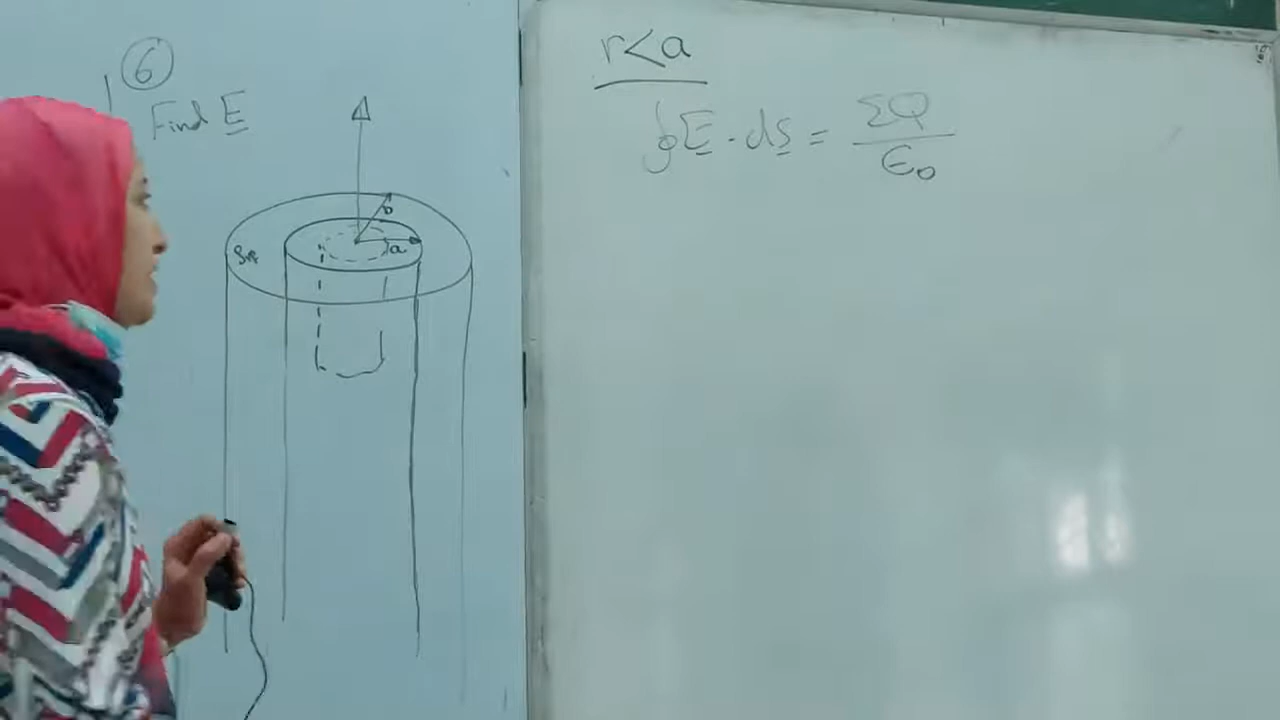 6
Find E
b
a
r<a
∮E · ds = ΣQ / ε₀